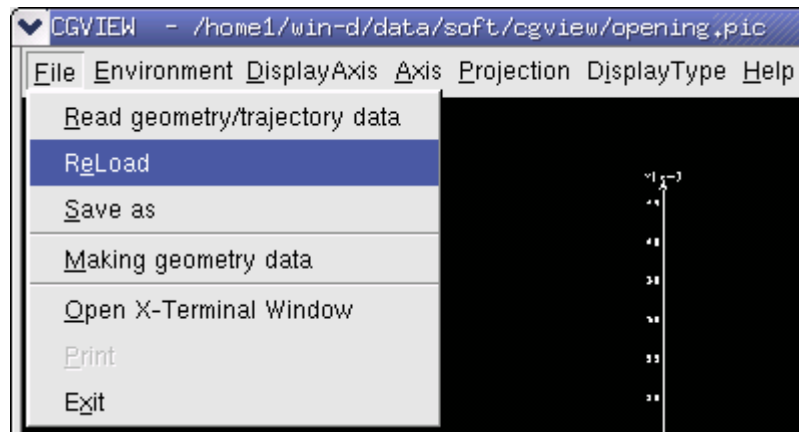 CGVIEW - /home1/win-d/data/soft/cgview/opening.pic
File Environment DisplayAxis Axis Projection DisplayType Help
Read geometry/trajectory data
ReLoad
Save as
Making geometry data
Open X-Terminal Window
Print
Exit